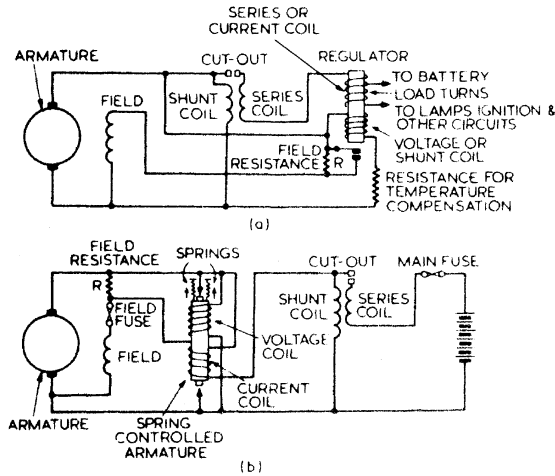 SERIES OR
CURRENT COIL
ARMATURE
CUT-OUT
REGULATOR
TO BATTERY
LOAD TURNS
TO LAMPS IGNITION &
OTHER CIRCUITS
FIELD
SHUNT
COIL
SERIES
COIL
VOLTAGE OR
SHUNT COIL
FIELD
RESISTANCE
R
RESISTANCE FOR
TEMPERATURE
COMPENSATION
(a)
FIELD
RESISTANCE
SPRINGS
CUT-OUT
MAIN FUSE
R
FIELD
FUSE
SHUNT
COIL
SERIES
COIL
VOLTAGE
COIL
FIELD
CURRENT
COIL
ARMATURE
SPRING
CONTROLLED
ARMATURE
(b)